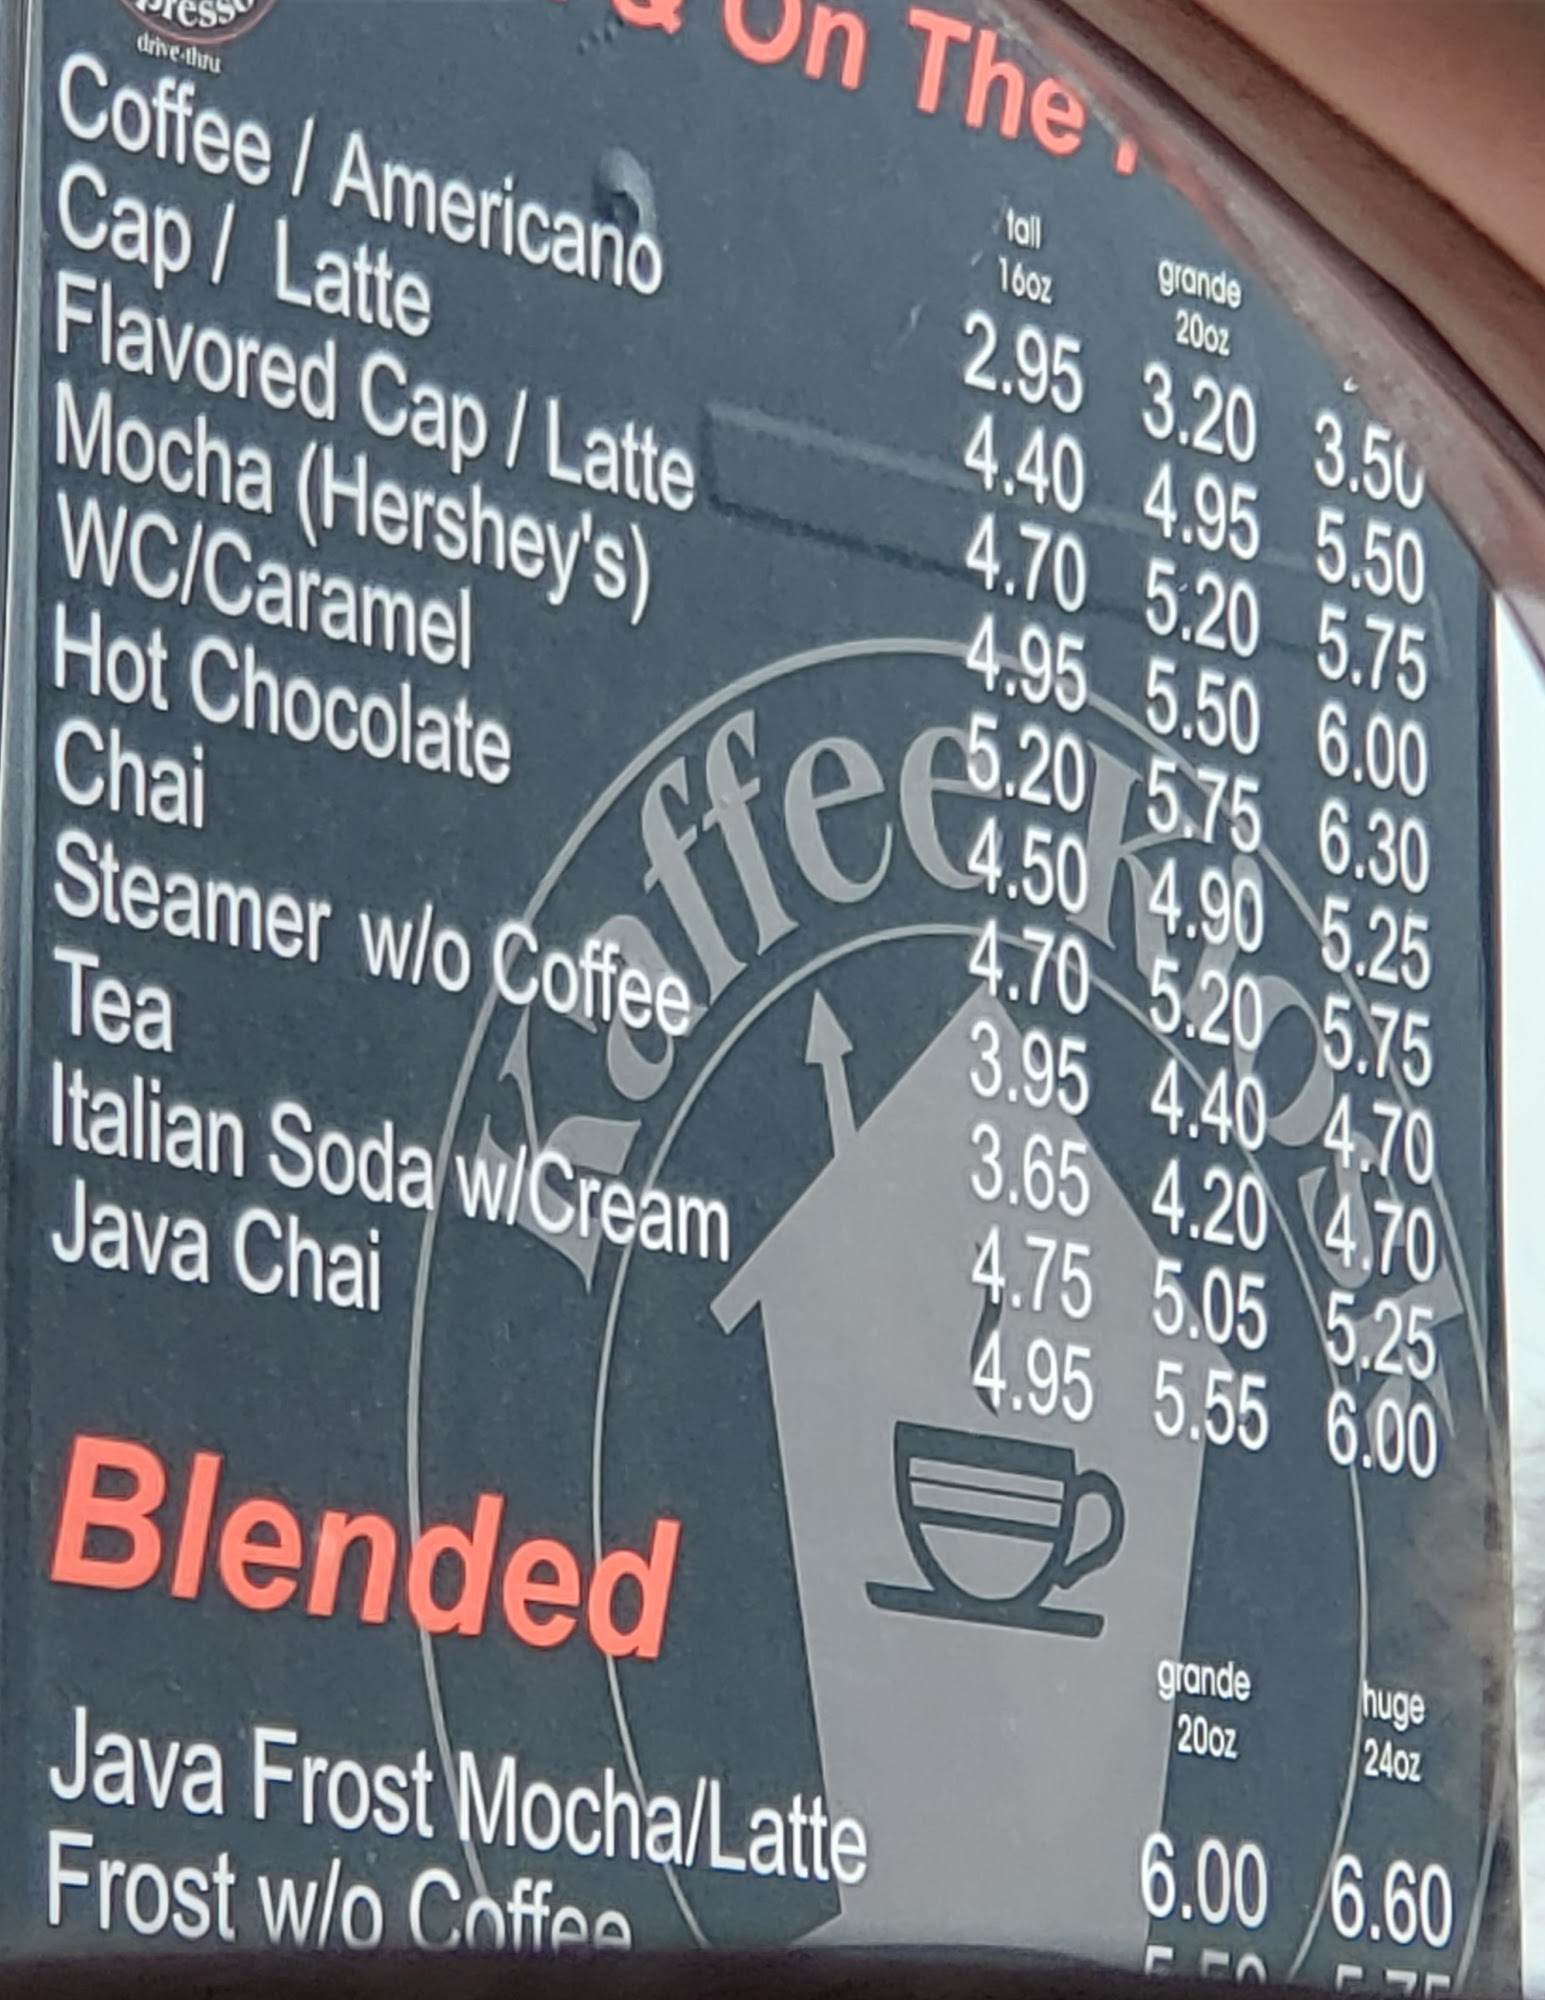 drive-thru
& On The
tall grande
16oz 20oz
Coffee / Americano 2.95 3.20 3.50
Cap / Latte 4.40 4.95 5.50
Flavored Cap / Latte 4.70 5.20 5.75
Mocha (Hershey's) 4.95 5.50 6.00
WC/Caramel 5.20 5.75 6.30
Hot Chocolate 4.50 4.90 5.25
Chai 4.70 5.20 5.75
Steamer w/o Coffee 3.95 4.40 4.70
Tea 3.65 4.20 4.70
Italian Soda w/Cream 4.75 5.05 5.25
Java Chai 4.95 5.55 6.00
Kaffee
Blended
grande huge
20oz 24oz
Java Frost Mocha/Latte 6.00 6.60
Frost w/o Coffee